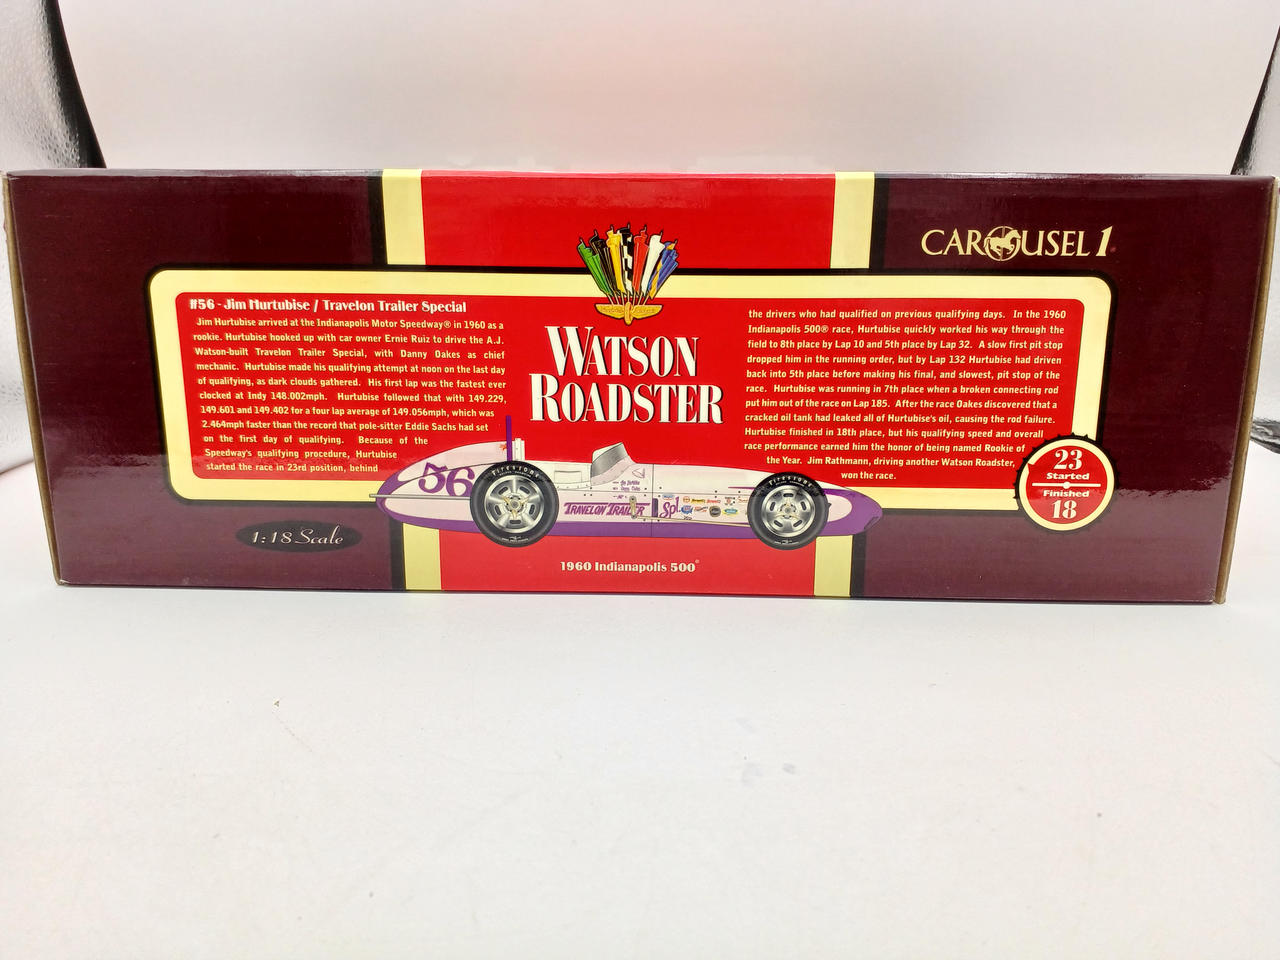 CAROUSEL 1
#56 - Jim Hurtubise / Travelon Trailer Special
Jim Hurtubise arrived at the Indianapolis Motor Speedway® in 1960 as a
rookie. Hurtubise hooked up with car owner Ernie Ruiz to drive the A.J.
Watson-built Travelon Trailer Special, with Danny Oakes as chief
mechanic. Hurtubise made his qualifying attempt at noon on the last day
of qualifying, as dark clouds gathered. His first lap was the fastest ever
clocked at Indy 148.002mph. Hurtubise followed that with 149.229,
149.601 and 149.402 for a four lap average of 149.056mph, which was
2.464mph faster than the record that pole-sitter Eddie Sachs had set
on the first day of qualifying. Because of the
Speedway's qualifying procedure, Hurtubise
started the race in 23rd position, behind
WATSON
ROADSTER
the drivers who had qualified on previous qualifying days. In the 1960
Indianapolis 500® race, Hurtubise quickly worked his way through the
field to 8th place by Lap 10 and 5th place by Lap 32. A slow first pit stop
dropped him in the running order, but by Lap 132 Hurtubise had driven
back into 5th place before making his final, and slowest, pit stop of the
race. Hurtubise was running in 7th place when a broken connecting rod
put him out of the race on Lap 185. After the race Oakes discovered that a
cracked oil tank had leaked all of Hurtubise's oil, causing the rod failure.
Hurtubise finished in 18th place, but his qualifying speed and overall
race performance earned him the honor of being named Rookie of
the Year. Jim Rathmann, driving another Watson Roadster,
won the race.
23
Started
Finished
18
56
Firestone
Firestone
TRAVELON TRAILER Spl
1:18 Scale
1960 Indianapolis 500®